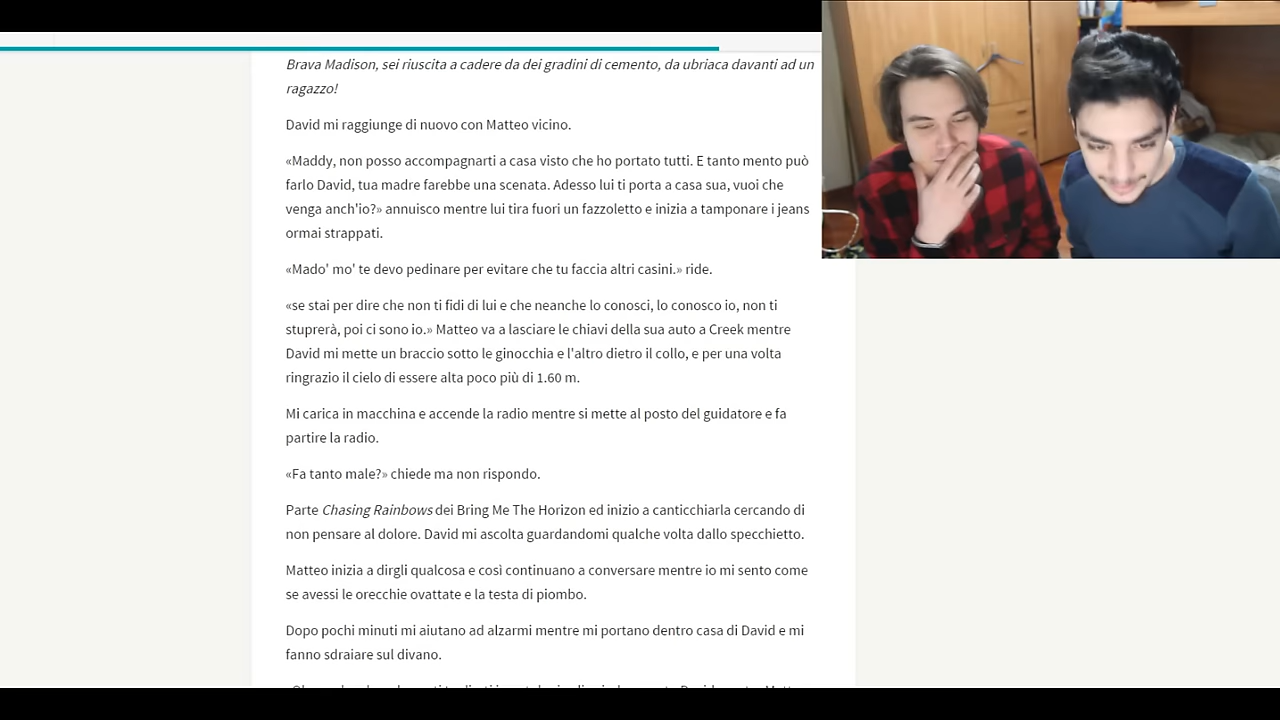 Brava Madison, sei riuscita a cadere da dei gradini di cemento, da ubriaca davanti ad un
ragazzo!
David mi raggiunge di nuovo con Matteo vicino.
«Maddy, non posso accompagnarti a casa visto che ho portato tutti. E tanto mento può
farlo David, tua madre farebbe una scenata. Adesso lui ti porta a casa sua, vuoi che
venga anch'io?» annuisco mentre lui tira fuori un fazzoletto e inizia a tamponare i jeans
ormai strappati.
«Mado' mo' te devo pedinare per evitare che tu faccia altri casini.» ride.
«se stai per dire che non ti fidi di lui e che neanche lo conosci, lo conosco io, non ti
stuprerà, poi ci sono io.» Matteo va a lasciare le chiavi della sua auto a Creek mentre
David mi mette un braccio sotto le ginocchia e l'altro dietro il collo, e per una volta
ringrazio il cielo di essere alta poco più di 1.60 m.
Mi carica in macchina e accende la radio mentre si mette al posto del guidatore e fa
partire la radio.
«Fa tanto male?» chiede ma non rispondo.
Parte Chasing Rainbows dei Bring Me The Horizon ed inizio a canticchiarla cercando di
non pensare al dolore. David mi ascolta guardandomi qualche volta dallo specchietto.
Matteo inizia a dirgli qualcosa e così continuano a conversare mentre io mi sento come
se avessi le orecchie ovattate e la testa di piombo.
Dopo pochi minuti mi aiutano ad alzarmi mentre mi portano dentro casa di David e mi
fanno sdraiare sul divano.